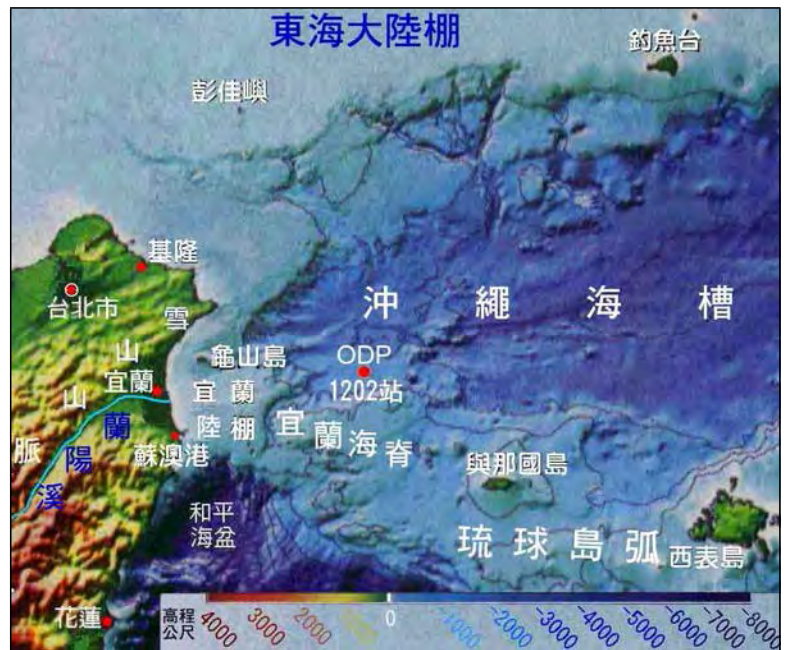 東海大陸棚
釣魚台
彭佳嶼
基隆
台北市
雪
山
山
脈
沖繩海槽
龜山島
ODP
1202站
宜蘭
宜蘭
陸棚
宜蘭海脊
蘭
陽
溪
蘇澳港
與那國島
和平
海盆
琉球島弧
西表島
花蓮
高程
公尺
4000 3000 2000 0 -1000 -2000 -3000 -4000 -5000 -6000 -7000 -8000